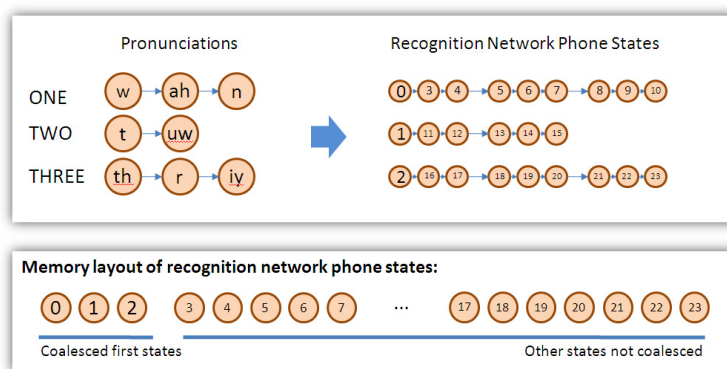 Pronunciations
Recognition Network Phone States
ONE w ah n 0 3 4 5 6 7 8 9 10
TWO t uw 1 11 12 13 14 15
THREE th r iy 2 16 17 18 19 20 21 22 23
Memory layout of recognition network phone states:
0 1 2 3 4 5 6 7 ... 17 18 19 20 21 22 23
Coalesced first states
Other states not coalesced